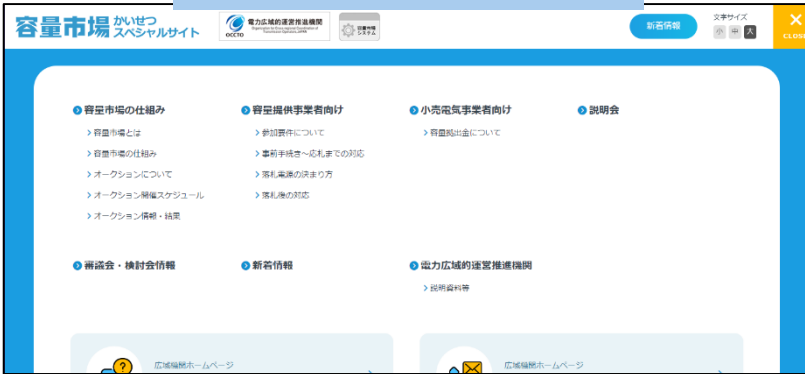 容量市場 かいせつ
スペシャルサイト
OCCTO
電力広域的運営推進機関
容量市場
システム
新着情報
文字サイズ
小 中 大
×
CLOSE
容量市場の仕組み
容量市場とは
容量市場の仕組み
オークションについて
オークション開催スケジュール
オークション情報・結果
容量提供事業者向け
参加要件について
事前手続き～応札までの対応
落札電源の決まり方
落札後の対応
小売電気事業者向け
容量拠出金について
説明会
審議会・検討会情報
新着情報
電力広域的運営推進機関
説明資料等
?
広域機関ホームページ
広域機関ホームページ